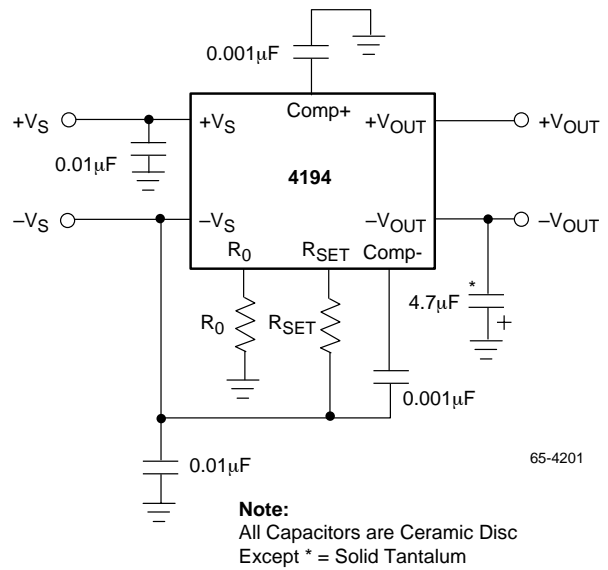 0.001µF
Comp+
+VS
+VS
+VOUT
+VOUT
0.01µF
4194
–VS
–VS
–VOUT
–VOUT
R0
RSET
Comp-
*
4.7µF
+
R0
RSET
0.001µF
0.01µF
65-4201
Note:
All Capacitors are Ceramic Disc
Except * = Solid Tantalum